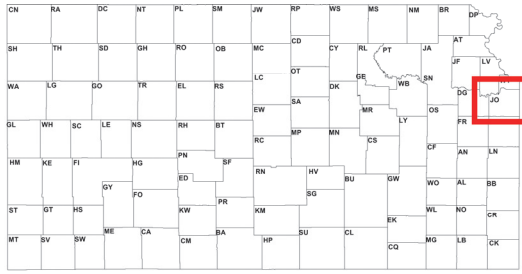 CN RA DC NT PL SM JW RP WS MS NM BR DP
CD AT
SH TH SD GH RO OB MC CY RL PT JA
JF LV
LC OT GE WB SN
WA LG GO TR EL RS DK DG JO
SA MR OS
EW LY FR
GL WH SC LE NS RH BT
MP MN CS
RC CF AN LN
PN SF
HM KE FI HG
RN HV
ED BU GW WO AL BB
GY FO SG
PR
ST GT HS KW KM WL NO CR
EK
ME CA BA SU CL
MT SV SW CM HP CQ MG LB CK